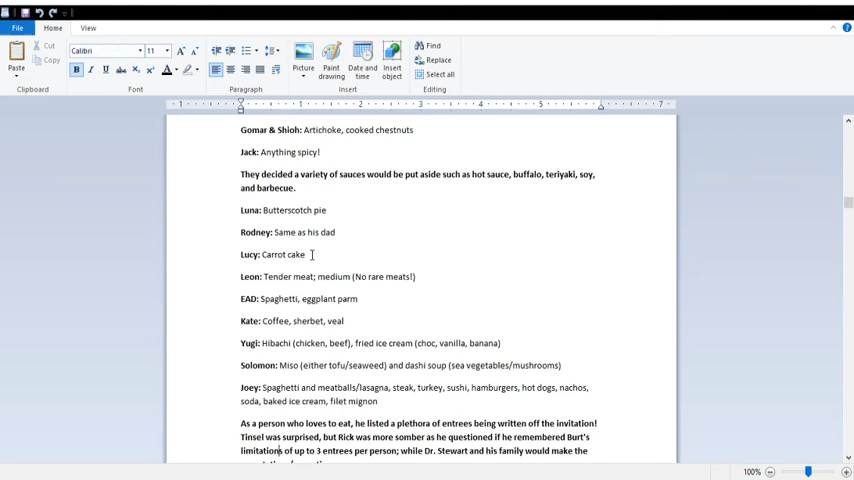 File Home View
Paste
Cut
Copy
Clipboard
Calibri 11
B I U abc
Font
Paragraph
Picture
Paint drawing
Date and time
Insert object
Insert
Find
Replace
Select all
Editing
1 1 2 3 4 5 7
Gomar & Shioh: Artichoke, cooked chestnuts
Jack: Anything spicy!
They decided a variety of sauces would be put aside such as hot sauce, buffalo, teriyaki, soy,
and barbecue.
Luna: Butterscotch pie
Rodney: Same as his dad
Lucy: Carrot cake
Leon: Tender meat; medium (No rare meats!)
EAD: Spaghetti, eggplant parm
Kate: Coffee, sherbet, veal
Yugi: Hibachi (chicken, beef), fried ice cream (choc, vanilla, banana)
Solomon: Miso (either tofu/seaweed) and dashi soup (sea vegetables/mushrooms)
Joey: Spaghetti and meatballs/lasagna, steak, turkey, sushi, hamburgers, hot dogs, nachos,
soda, baked ice cream, filet mignon
As a person who loves to eat, he listed a plethora of entrees being written off the invitation!
Tinsel was surprised, but Rick was more somber as he questioned if he remembered Burt's
limitations of up to 3 entrees per person; while Dr. Stewart and his family would make the
100%